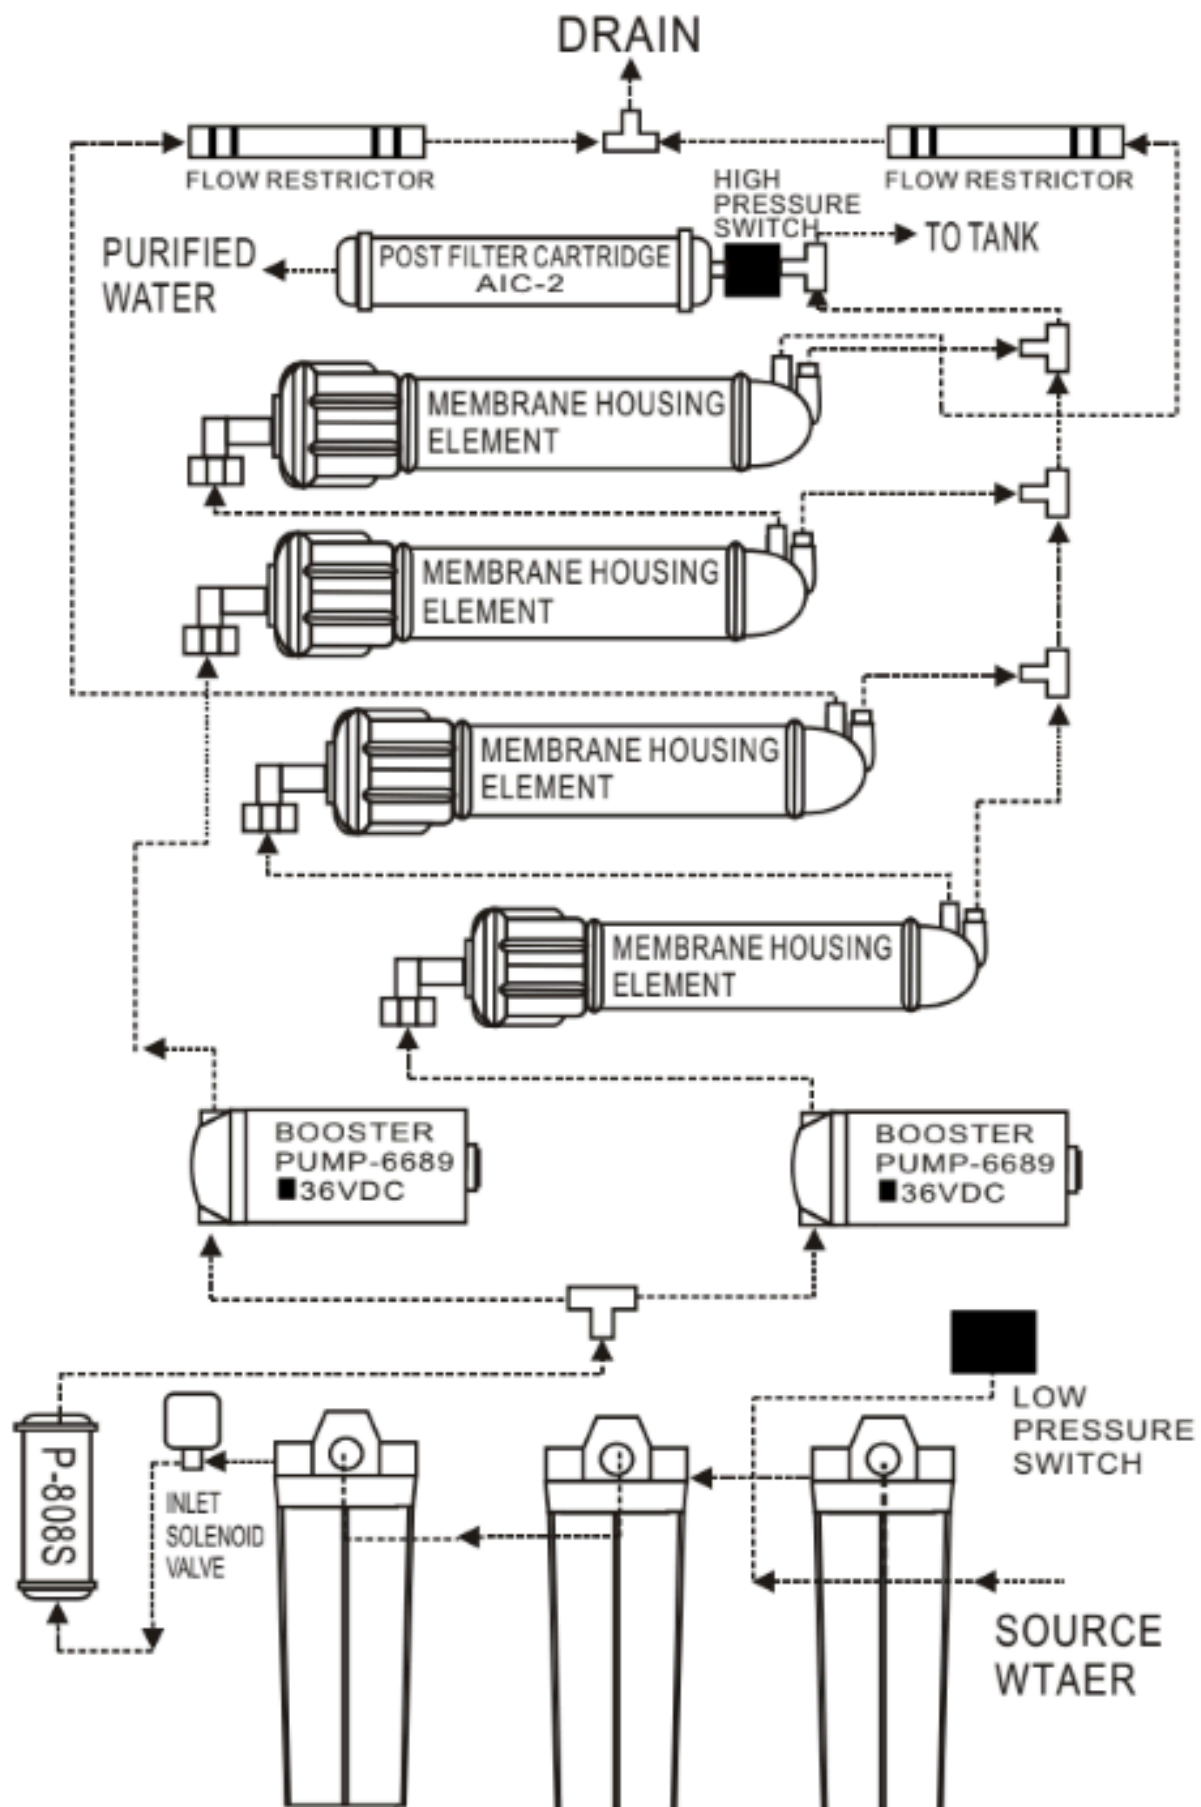 DRAIN
FLOW RESTRICTOR
FLOW RESTRICTOR
HIGH
PRESSURE
SWITCH
TO TANK
PURIFIED
WATER
POST FILTER CARTRIDGE
AIC-2
MEMBRANE HOUSING
ELEMENT
MEMBRANE HOUSING
ELEMENT
MEMBRANE HOUSING
ELEMENT
MEMBRANE HOUSING
ELEMENT
BOOSTER
PUMP-6689
■36VDC
BOOSTER
PUMP-6689
■36VDC
LOW
PRESSURE
SWITCH
P-808S
INLET
SOLENOID
VALVE
SOURCE
WTAER